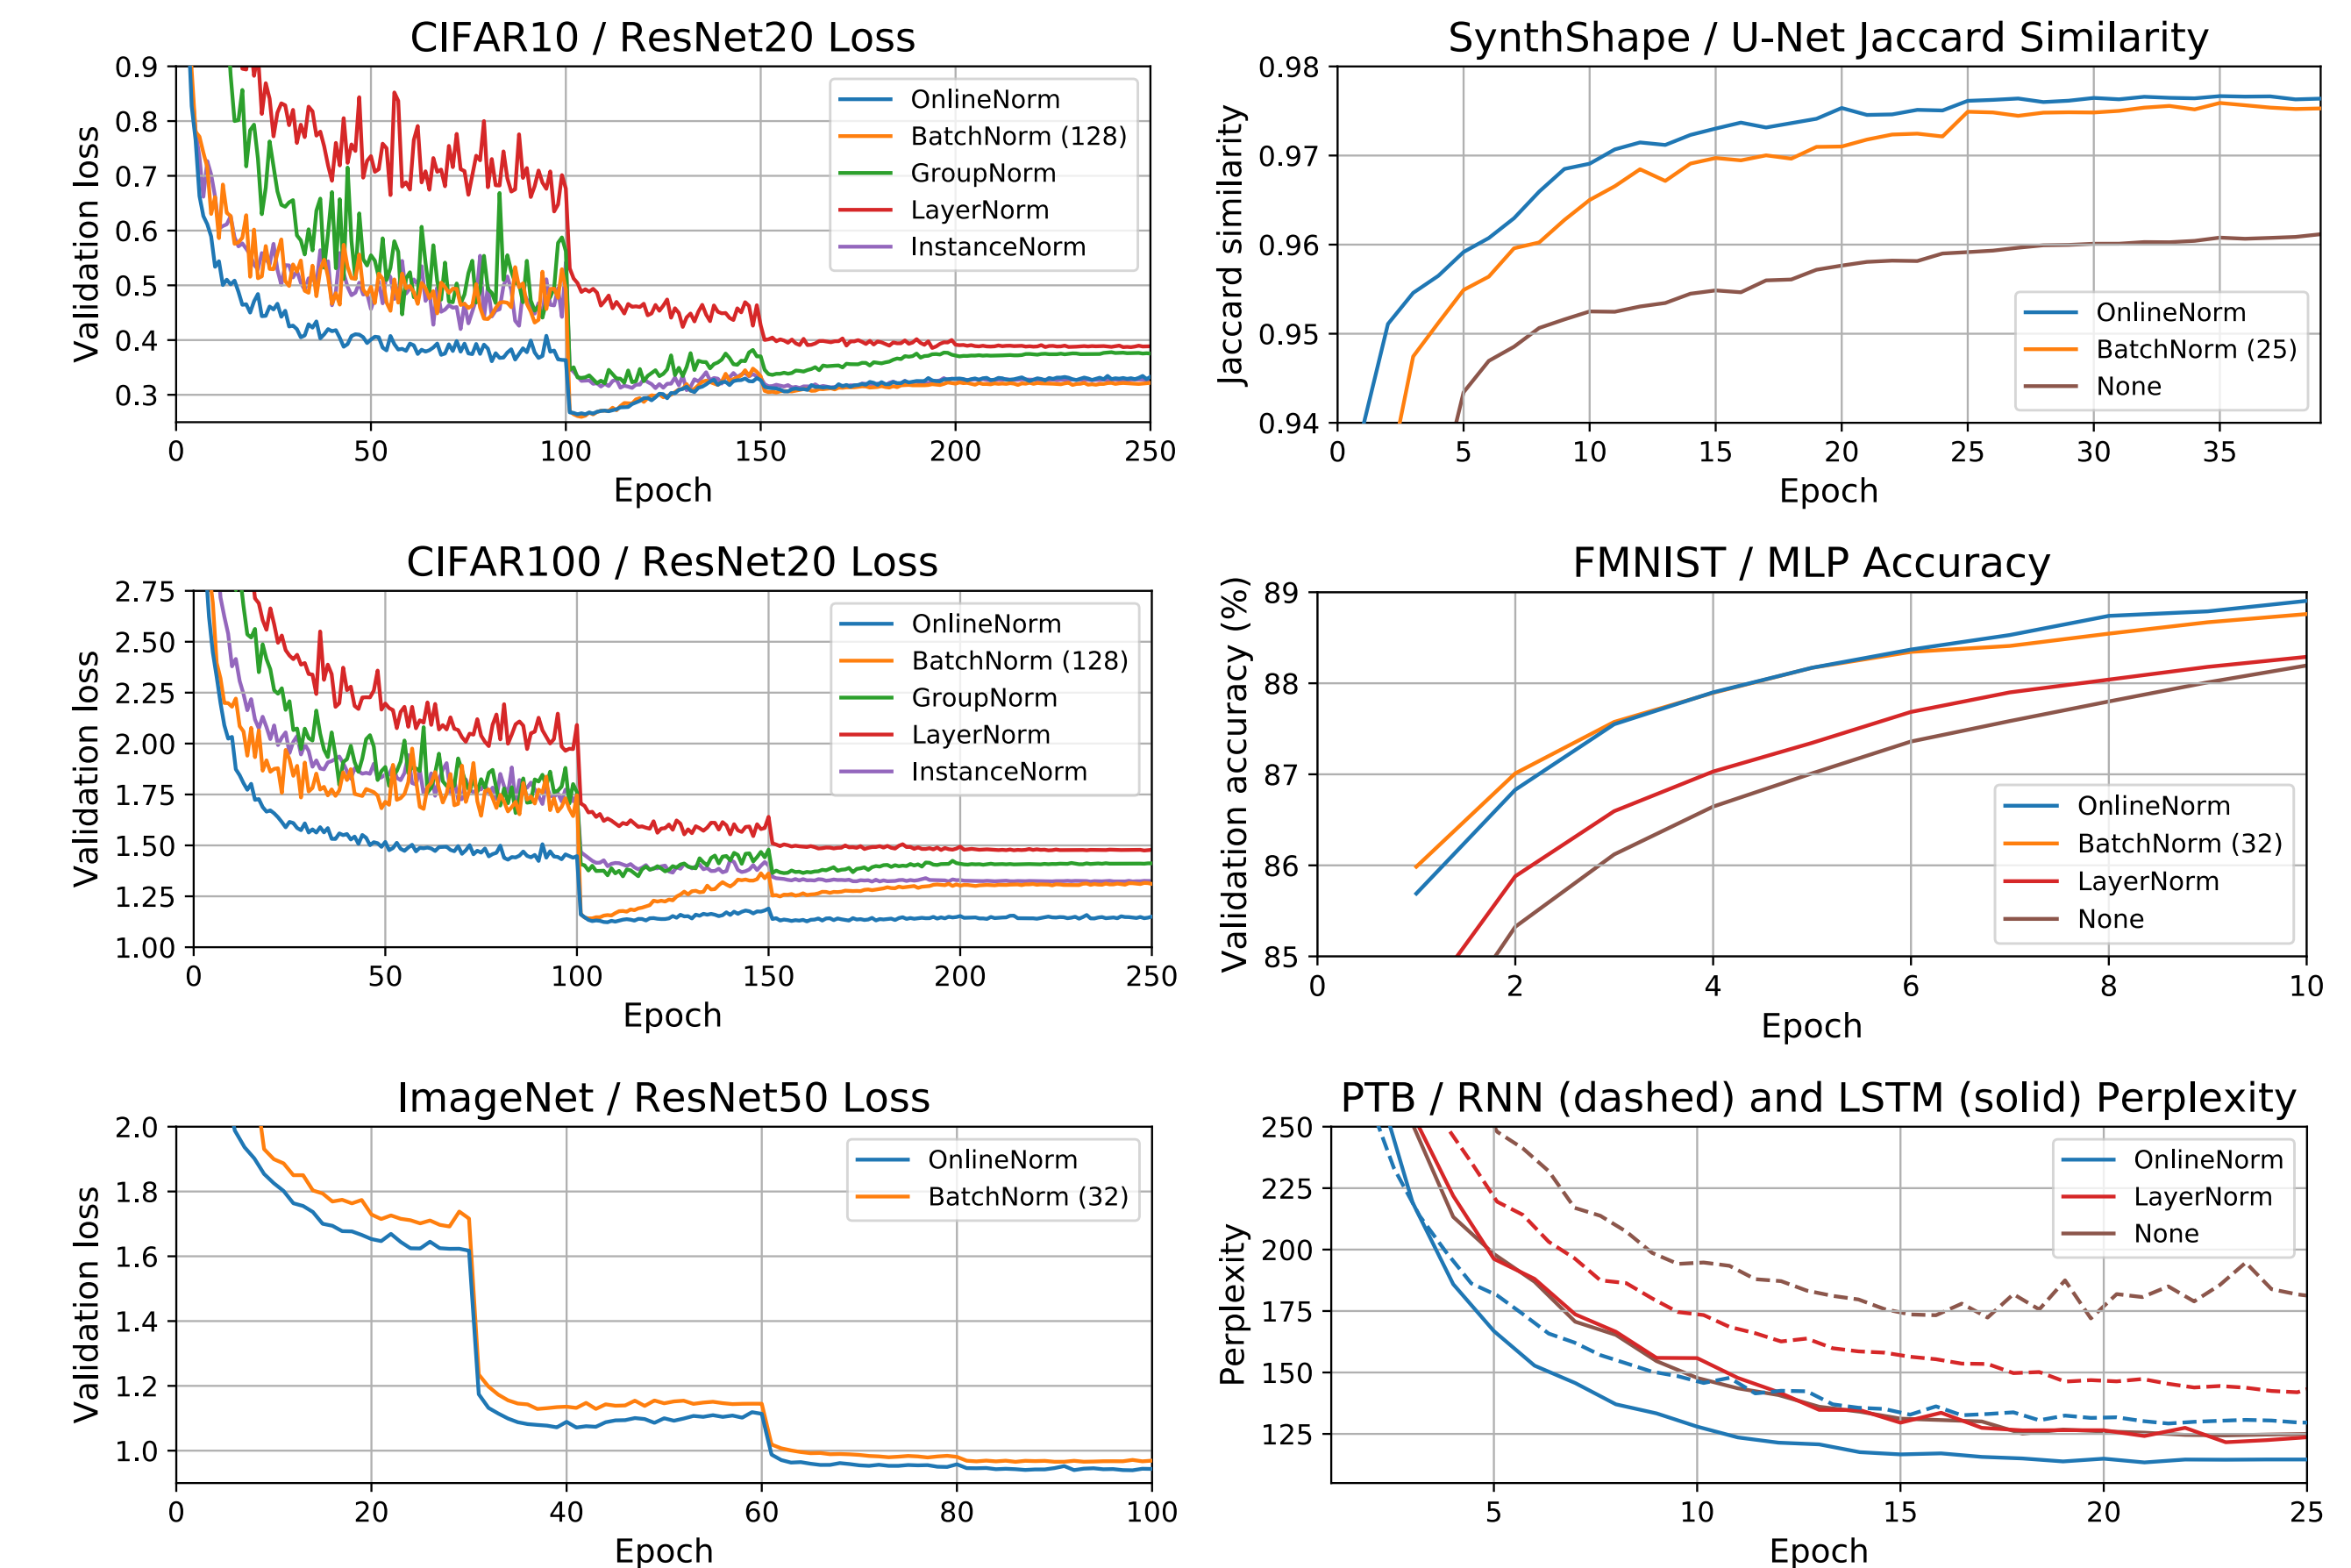 CIFAR10 / ResNet20 Loss
Validation loss
0.9
0.8
0.7
0.6
0.5
0.4
0.3
OnlineNorm
BatchNorm (128)
GroupNorm
LayerNorm
InstanceNorm
0 50 100 150 200 250
Epoch
SynthShape / U-Net Jaccard Similarity
Jaccard similarity
0.98
0.97
0.96
0.95
0.94
OnlineNorm
BatchNorm (25)
None
0 5 10 15 20 25 30 35
Epoch
CIFAR100 / ResNet20 Loss
Validation loss
2.75
2.50
2.25
2.00
1.75
1.50
1.25
1.00
OnlineNorm
BatchNorm (128)
GroupNorm
LayerNorm
InstanceNorm
0 50 100 150 200 250
Epoch
FMNIST / MLP Accuracy
Validation accuracy (%)
89
88
87
86
85
OnlineNorm
BatchNorm (32)
LayerNorm
None
0 2 4 6 8 10
Epoch
ImageNet / ResNet50 Loss
Validation loss
2.0
1.8
1.6
1.4
1.2
1.0
OnlineNorm
BatchNorm (32)
0 20 40 60 80 100
Epoch
PTB / RNN (dashed) and LSTM (solid) Perplexity
Perplexity
250
225
200
175
150
125
OnlineNorm
LayerNorm
None
5 10 15 20 25
Epoch